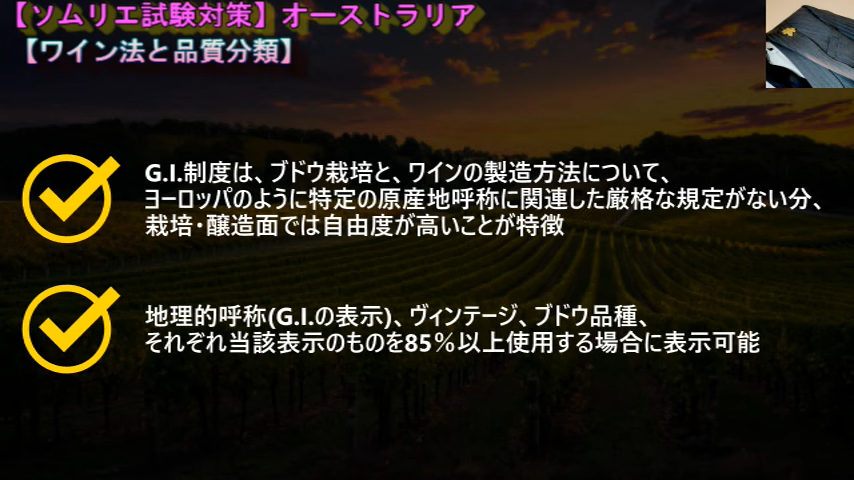 【ソムリエ試験対策】オーストラリア
【ワイン法と品質分類】
G.I.制度は、ブドウ栽培と、ワインの製造方法について、
ヨーロッパのように特定の原産地呼称に関連した厳格な規定がない分、
栽培・醸造面では自由度が高いことが特徴
地理的呼称(G.I.の表示)、ヴィンテージ、ブドウ品種、
それぞれ当該表示のものを85％以上使用する場合に表示可能